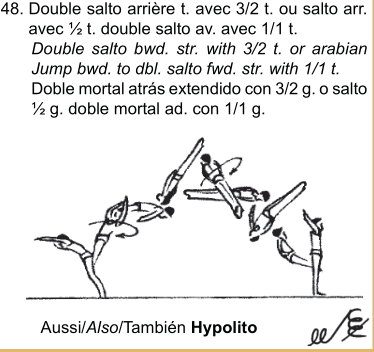 48. Double salto arrière t. avec 3/2 t. ou salto arr.
avec ½ t. double salto av. avec 1/1 t.
Double salto bwd. str. with 3/2 t. or arabian
Jump bwd. to dbl. salto fwd. str. with 1/1 t.
Doble mortal atrás extendido con 3/2 g. o salto
½ g. doble mortal ad. con 1/1 g.
Aussi/Also/También Hypolito